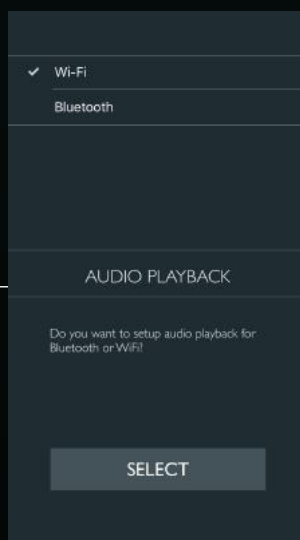 Wi-Fi
Bluetooth
AUDIO PLAYBACK
Do you want to setup audio playback for
Bluetooth or WiFi?
SELECT